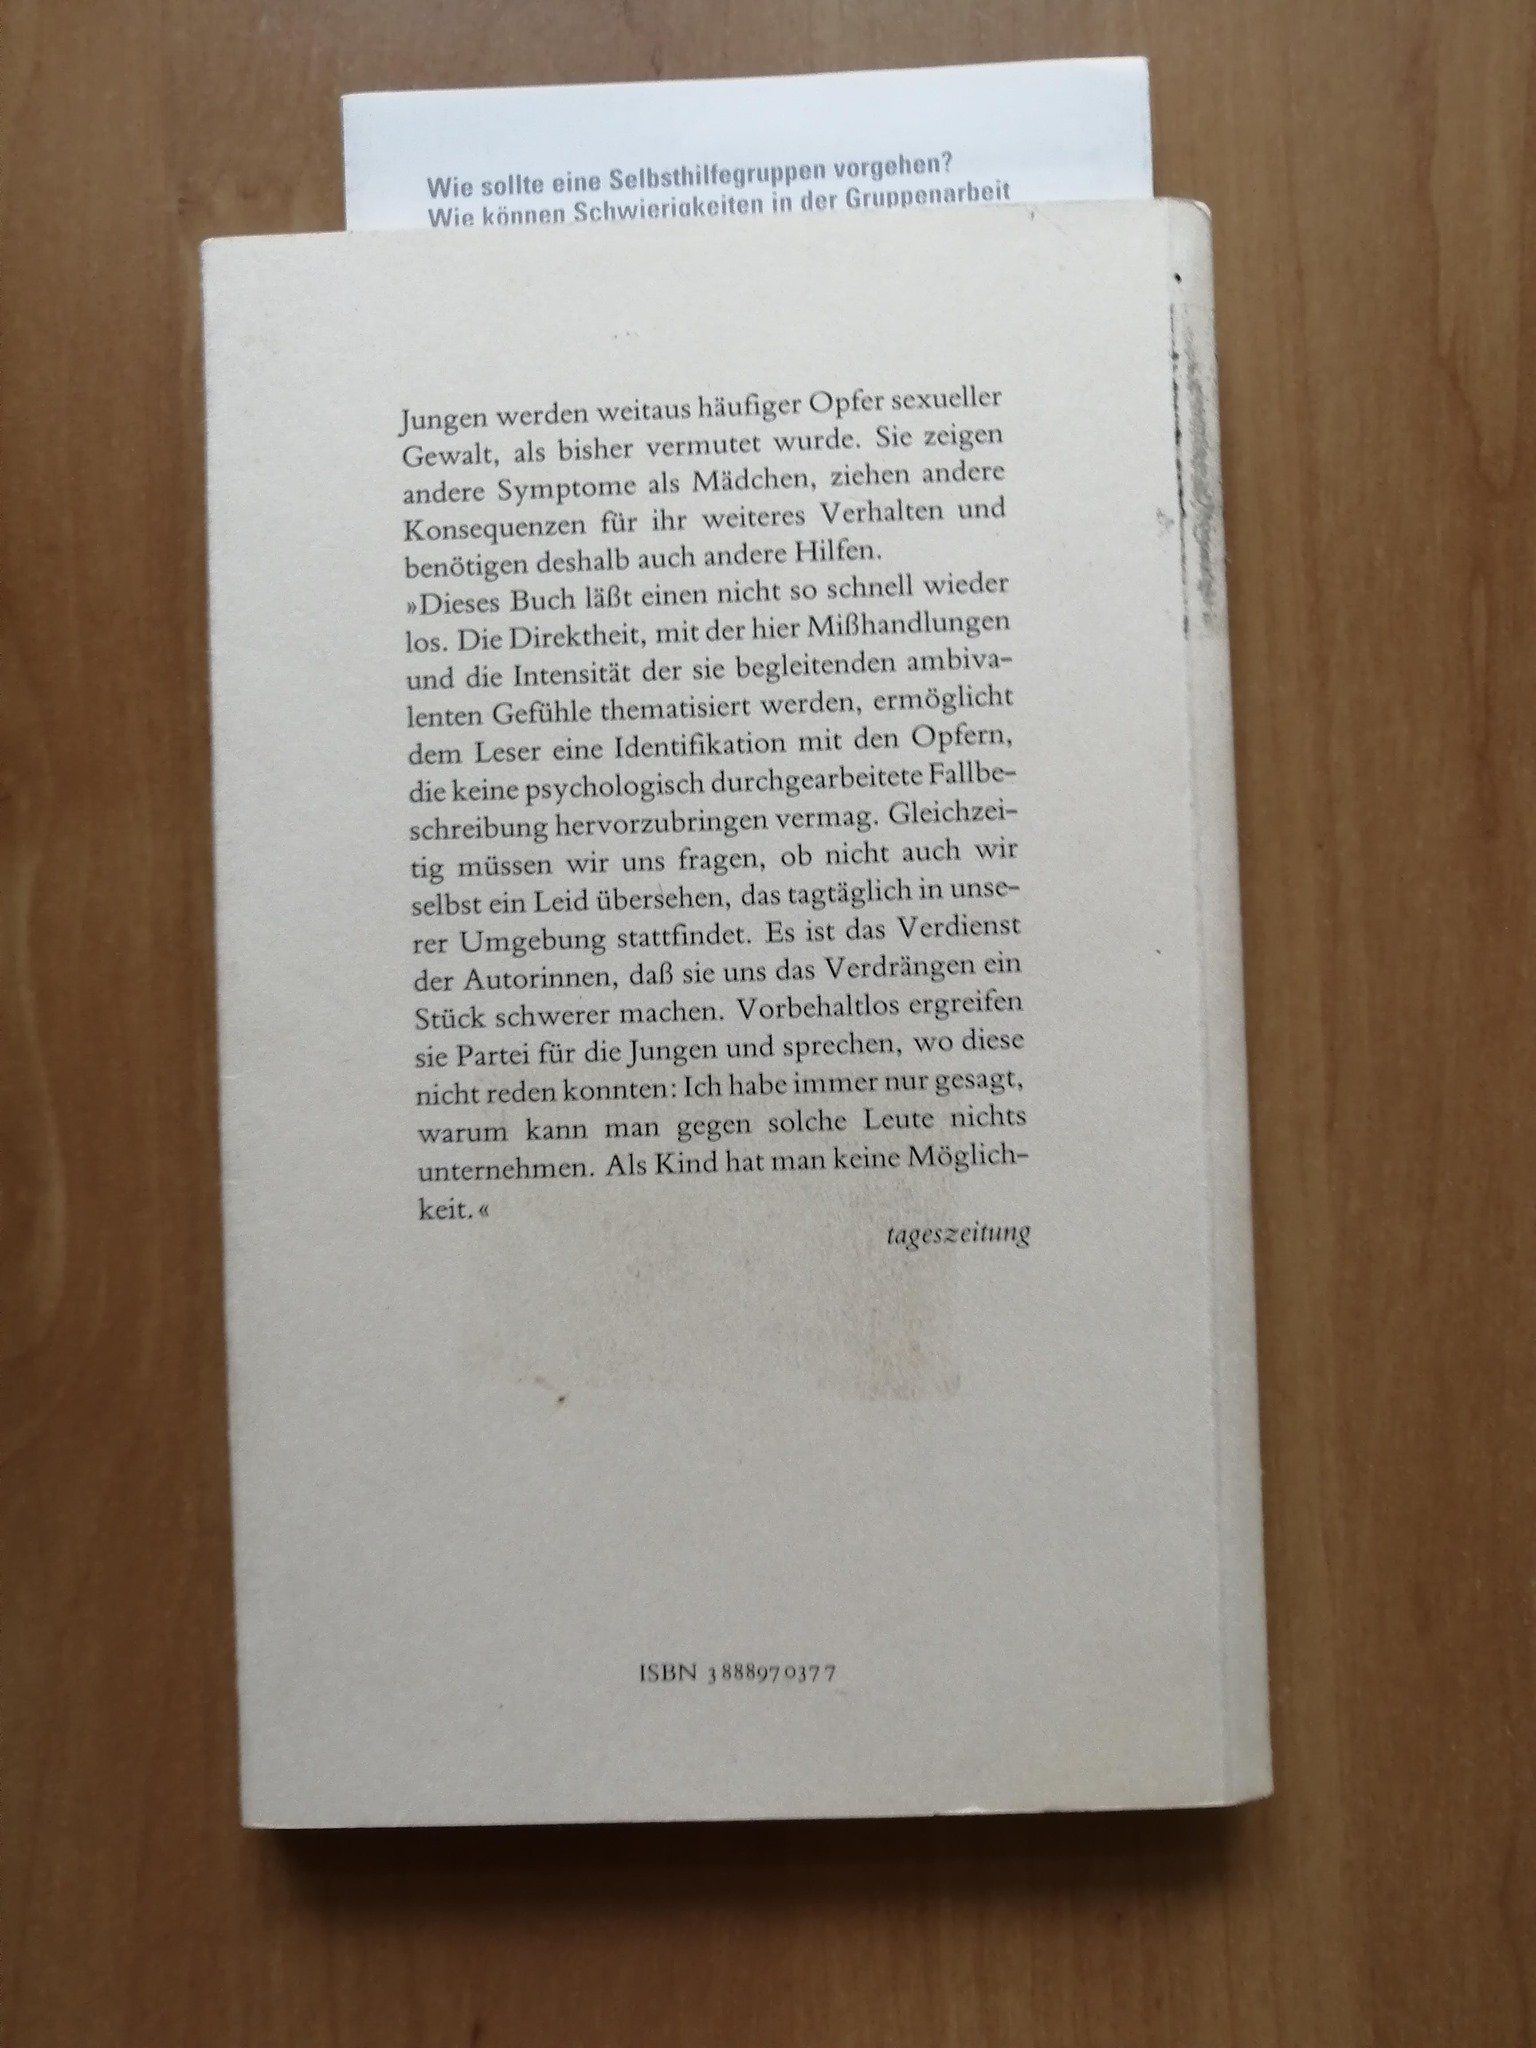 Wie sollte eine Selbsthilfegruppen vorgehen?
Wie können Schwierigkeiten in der Gruppenarbeit
Jungen werden weitaus häufiger Opfer sexueller
Gewalt, als bisher vermutet wurde. Sie zeigen
andere Symptome als Mädchen, ziehen andere
Konsequenzen für ihr weiteres Verhalten und
benötigen deshalb auch andere Hilfen.
»Dieses Buch läßt einen nicht so schnell wieder
los. Die Direktheit, mit der hier Mißhandlungen
und die Intensität der sie begleitenden ambiva-
lenten Gefühle thematisiert werden, ermöglicht
dem Leser eine Identifikation mit den Opfern,
die keine psychologisch durchgearbeitete Fallbe-
schreibung hervorzubringen vermag. Gleichzei-
tig müssen wir uns fragen, ob nicht auch wir
selbst ein Leid übersehen, das tagtäglich in unse-
rer Umgebung stattfindet. Es ist das Verdienst
der Autorinnen, daß sie uns das Verdrängen ein
Stück schwerer machen. Vorbehaltlos ergreifen
sie Partei für die Jungen und sprechen, wo diese
nicht reden konnten: Ich habe immer nur gesagt,
warum kann man gegen solche Leute nichts
unternehmen. Als Kind hat man keine Möglich-
keit.«
tageszeitung
ISBN 3 888970377